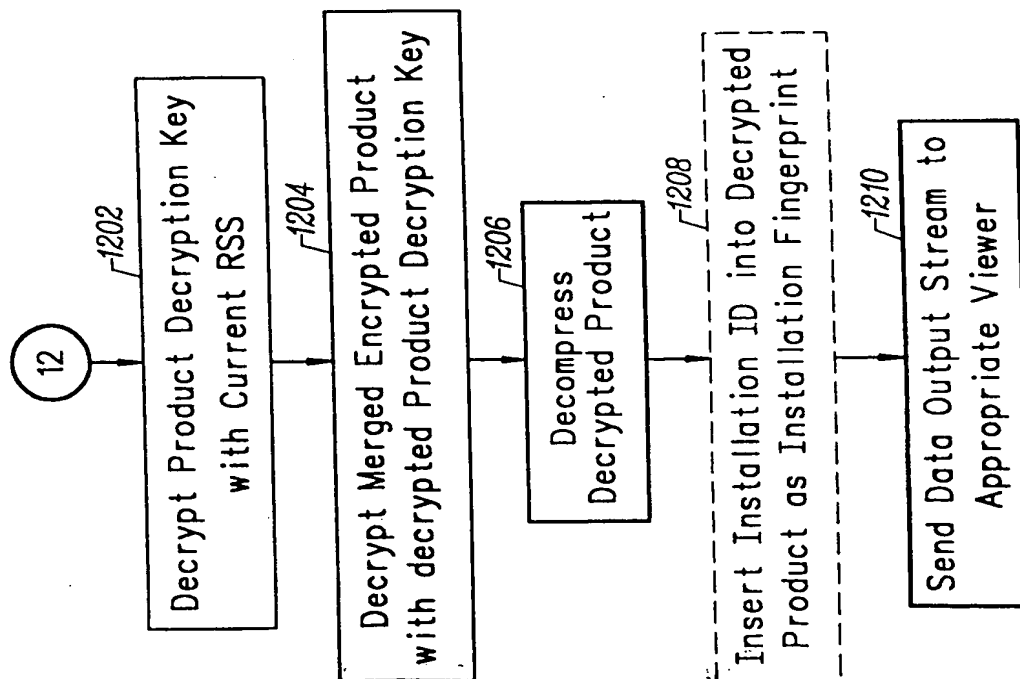 12
1202
Decrypt Product Decryption Key
with Current RSS
1204
Decrypt Merged Encrypted Product
with decrypted Product Decryption Key
1206
Decompress
Decrypted Product
1208
Insert Installation ID into Decrypted
Product as Installation Fingerprint
1210
Send Data Output Stream to
Appropriate Viewer